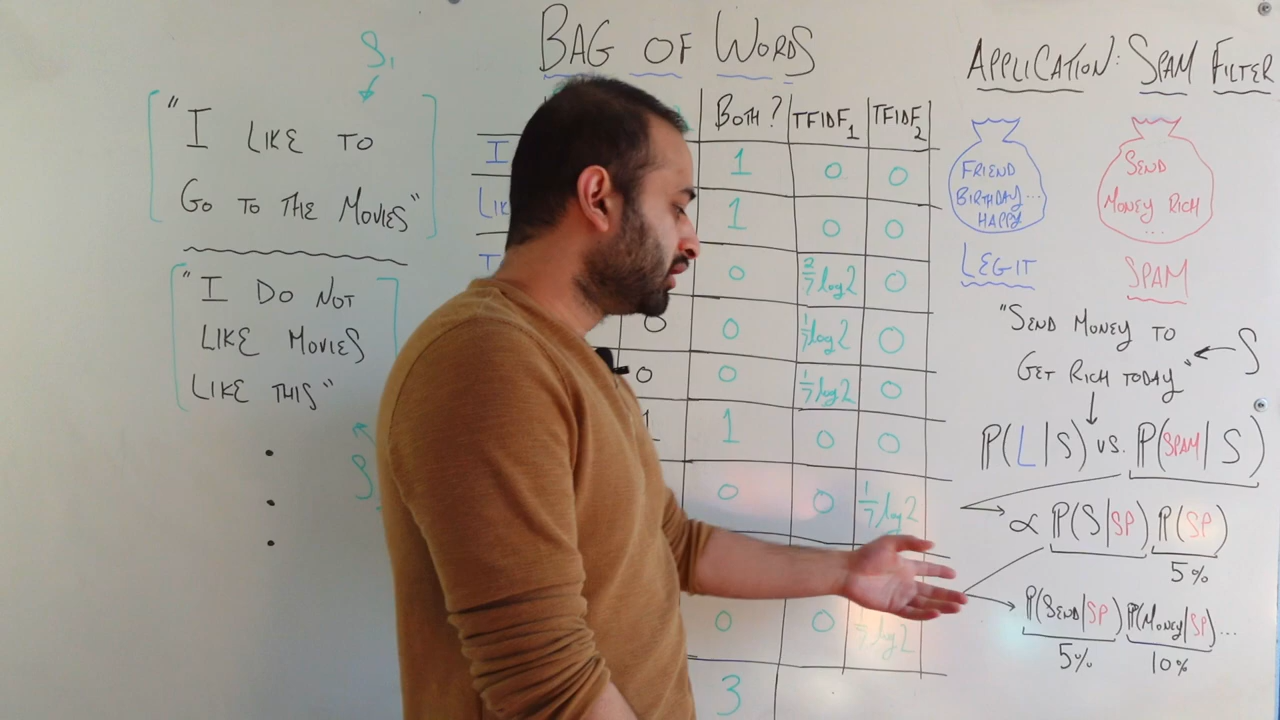 BAG OF WORDS
S₁
"I LIKE TO
GO TO THE MOVIES"
"I DO NOT
LIKE MOVIES
LIKE THIS"
BOTH? TFIDF₁ TFIDF₂
I 1 0 0
1 0 0
0 2/7 log 2 0
0 0 1/7 log 2 0
0 0 1/7 log 2 0
1 1 0 0
0 0 1/7 log 2
0 0 1/7 log 2
3
APPLICATION: SPAM FILTER
FRIEND
BIRTHDAY...
HAPPY
LEGIT
SEND
MONEY RICH
...
SPAM
"SEND MONEY TO
GET RICH TODAY" ← S
P(L|S) VS. P(SPAM|S)
∝ P(S|SP) P(SP)
5%
P(SEND|SP) P(MONEY|SP)...
5% 10%